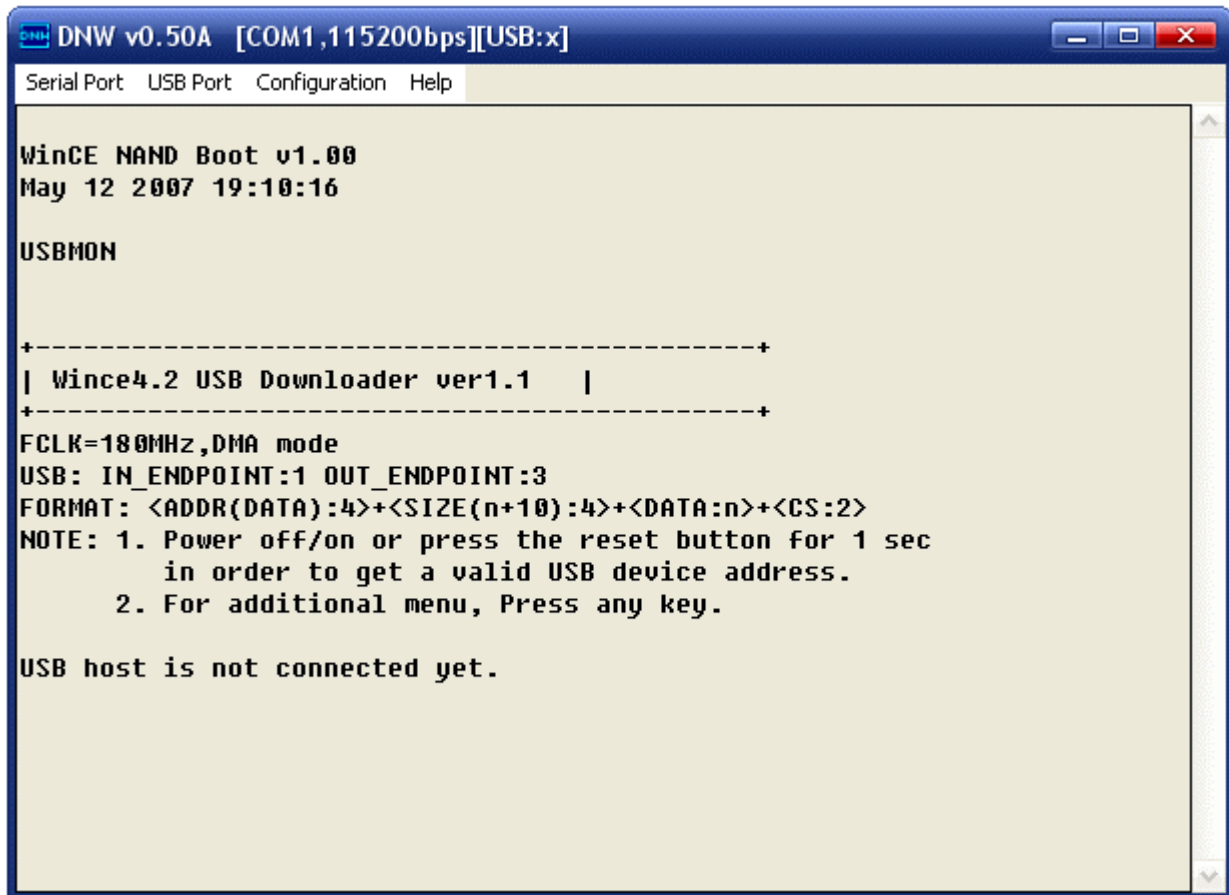 DNW v0.50A   [COM1,115200bps][USB:x]
Serial Port   USB Port   Configuration   Help
WinCE NAND Boot v1.00
May 12 2007 19:10:16
USBMON
+---------------------------------------------+
| Wince4.2 USB Downloader ver1.1   |
+---------------------------------------------+
FCLK=180MHz,DMA mode
USB: IN_ENDPOINT:1 OUT_ENDPOINT:3
FORMAT: <ADDR(DATA):4>+<SIZE(n+10):4>+<DATA:n>+<CS:2>
NOTE: 1. Power off/on or press the reset button for 1 sec
         in order to get a valid USB device address.
      2. For additional menu, Press any key.
USB host is not connected yet.